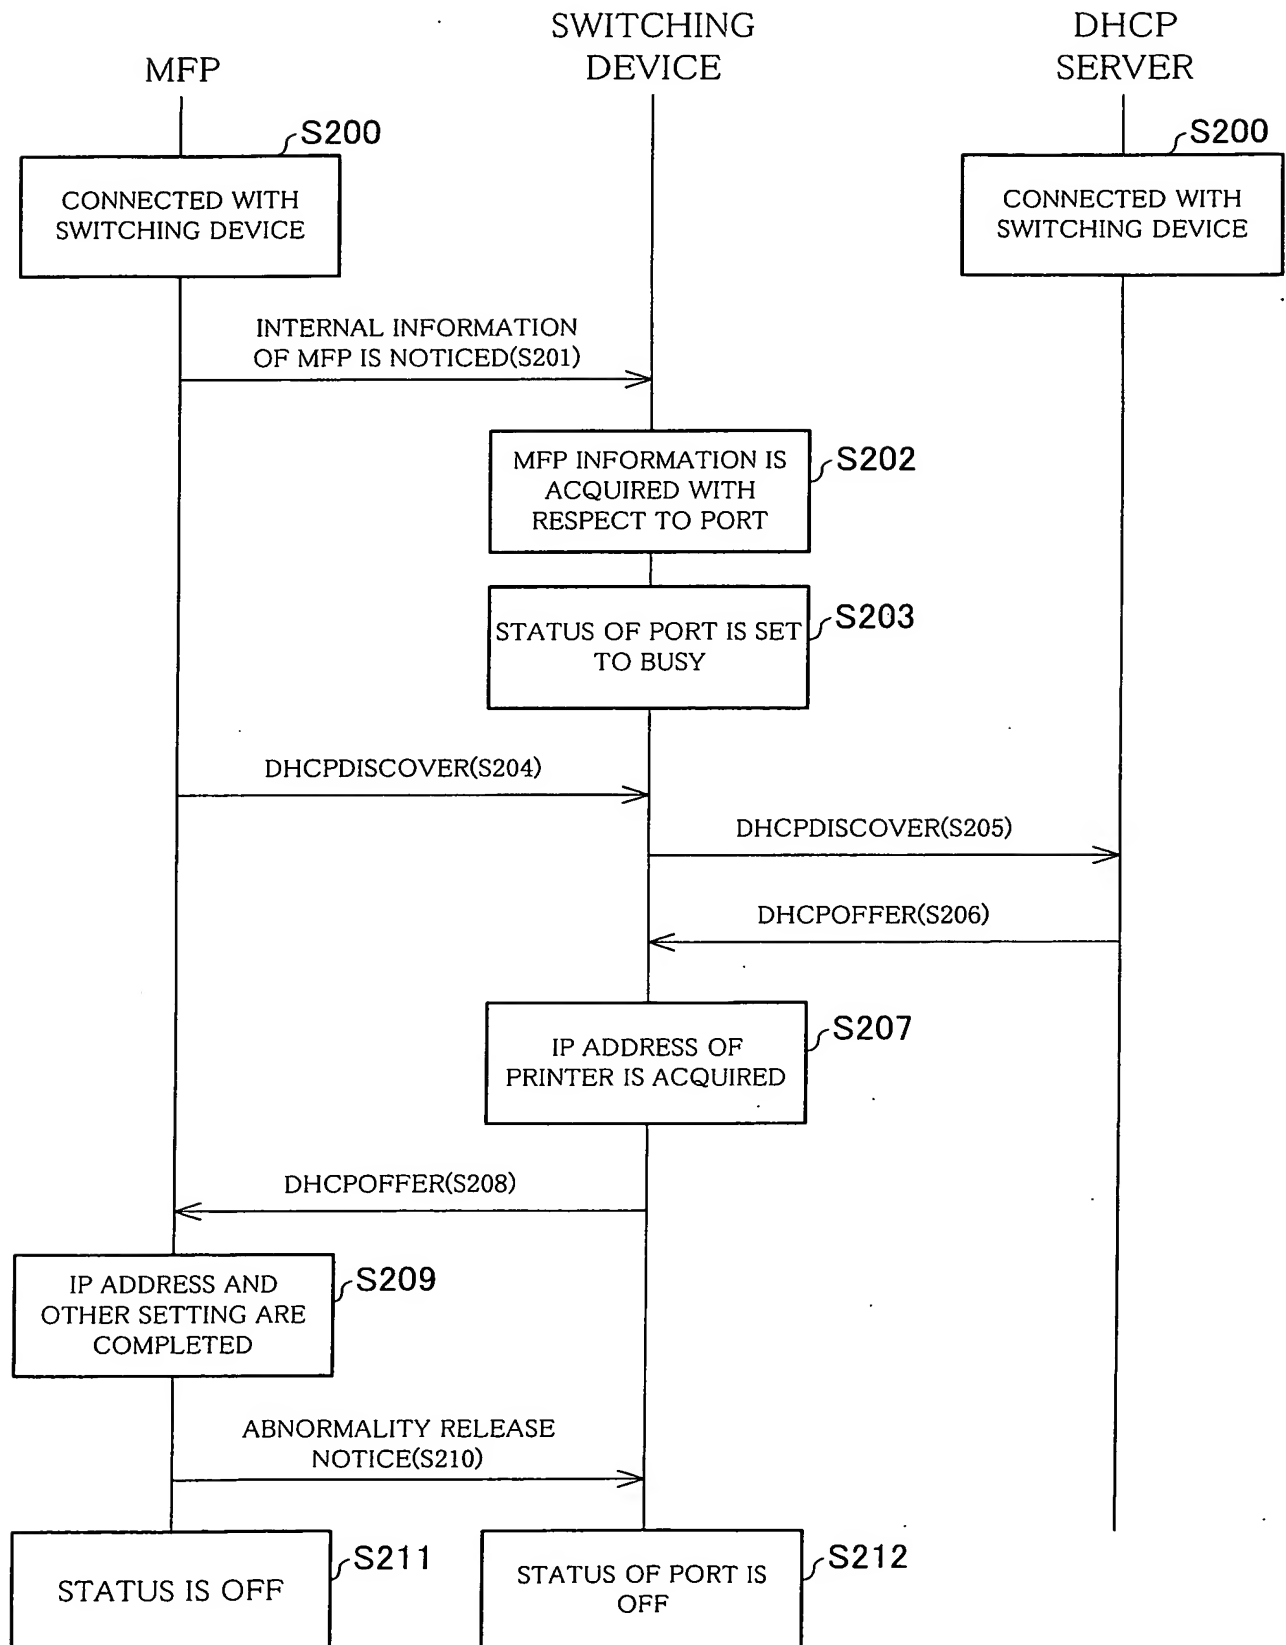 MFP
SWITCHING
DEVICE
DHCP
SERVER
S200
S200
CONNECTED WITH
SWITCHING DEVICE
CONNECTED WITH
SWITCHING DEVICE
INTERNAL INFORMATION
OF MFP IS NOTICED(S201)
MFP INFORMATION IS
ACQUIRED WITH
RESPECT TO PORT
S202
STATUS OF PORT IS SET
TO BUSY
S203
DHCPDISCOVER(S204)
DHCPDISCOVER(S205)
DHCPOFFER(S206)
IP ADDRESS OF
PRINTER IS ACQUIRED
S207
DHCPOFFER(S208)
IP ADDRESS AND
OTHER SETTING ARE
COMPLETED
S209
ABNORMALITY RELEASE
NOTICE(S210)
STATUS IS OFF
S211
STATUS OF PORT IS
OFF
S212